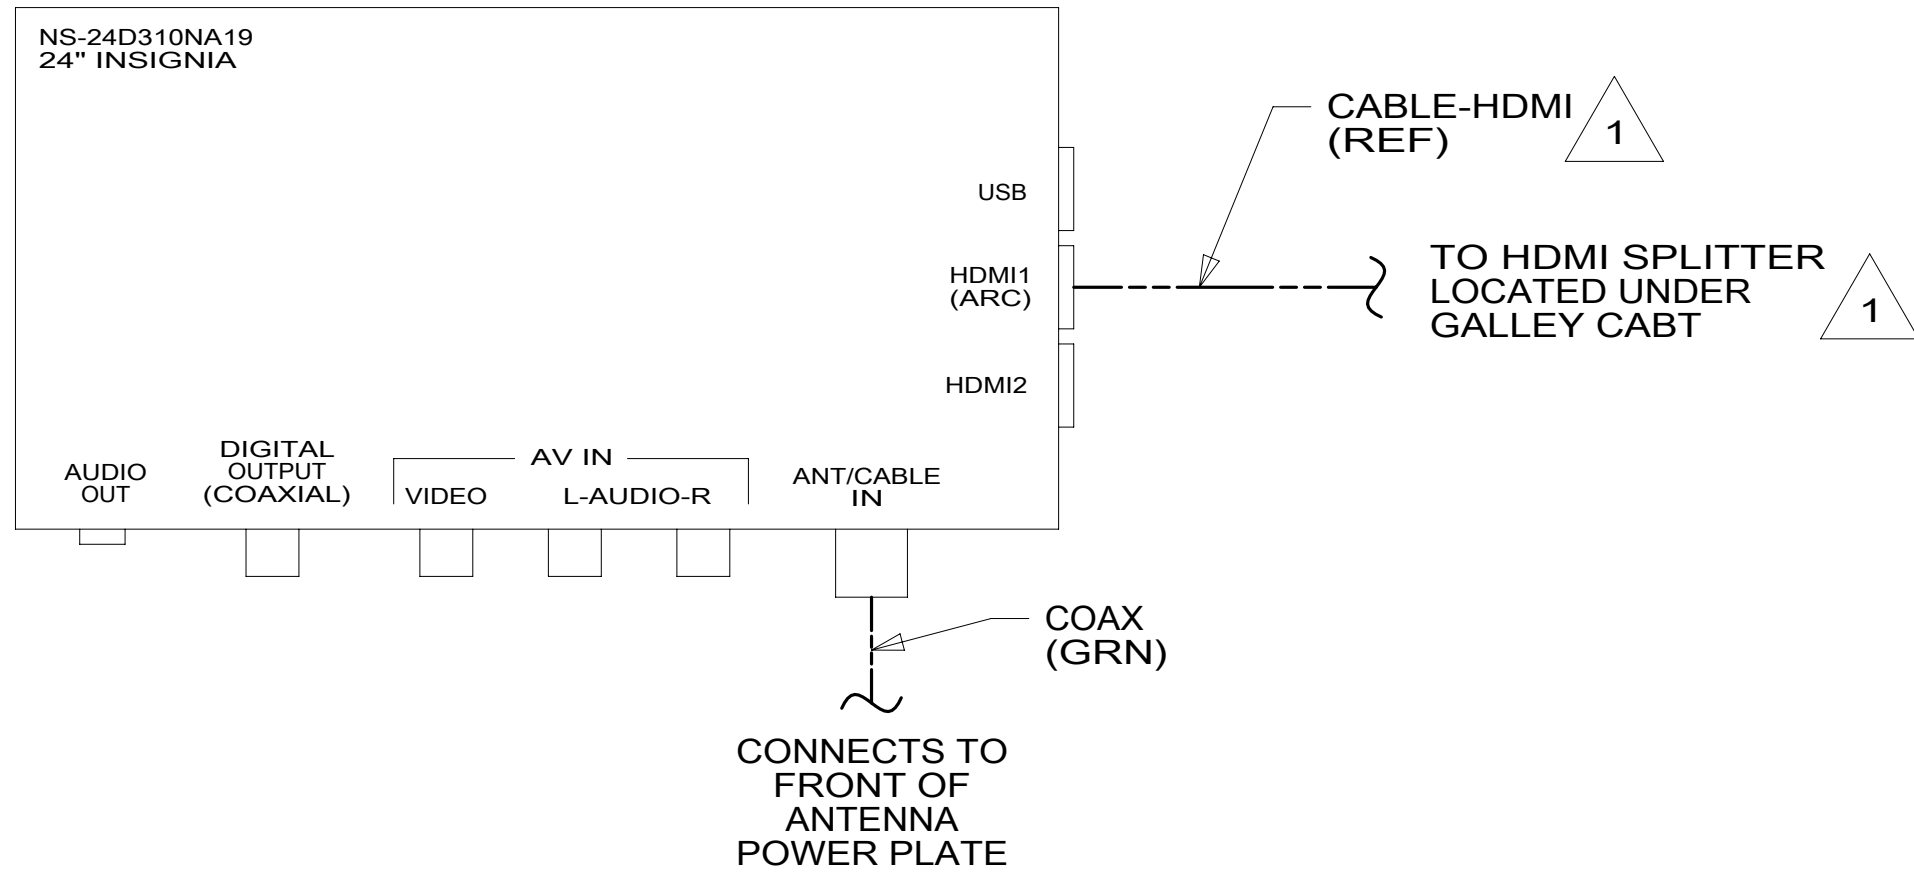 NS-24D310NA19
24" INSIGNIA
CABLE-HDMI
(REF)
1
USB
HDMI1
(ARC)
TO HDMI SPLITTER
LOCATED UNDER
GALLEY CABT
1
HDMI2
AUDIO
OUT
DIGITAL
OUTPUT
(COAXIAL)
AV IN
VIDEO
L-AUDIO-R
ANT/CABLE
IN
COAX
(GRN)
CONNECTS TO
FRONT OF
ANTENNA
POWER PLATE